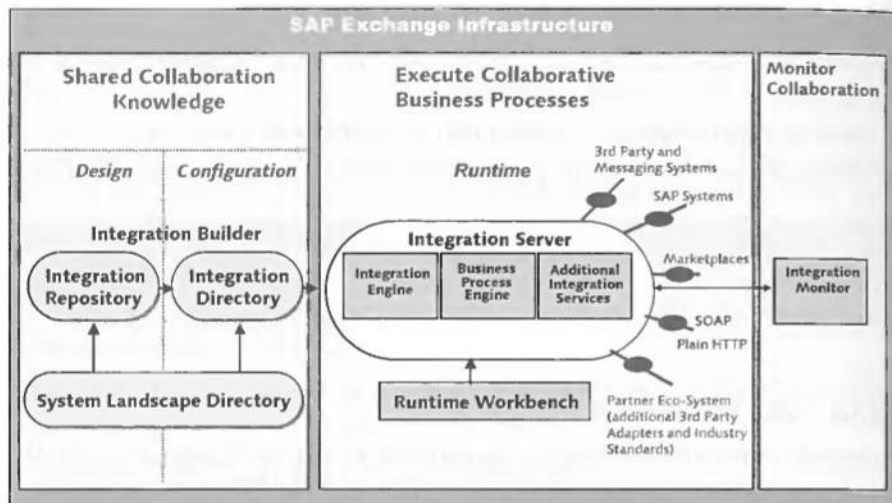 SAP Exchange Infrastructure
Shared Collaboration
Knowledge
Design
Configuration
Integration Builder
Integration
Repository
Integration
Directory
System Landscape Directory
Execute Collaborative
Business Processes
Runtime
3rd Party and
Messaging Systems
SAP Systems
Integration Server
Integration
Engine
Business
Process
Engine
Additional
Integration
Services
Marketplaces
SOAP
Plain HTTP
Runtime Workbench
Partner Eco-System
(additional 3rd Party
Adapters and Industry
Standards)
Monitor
Collaboration
Integration
Monitor